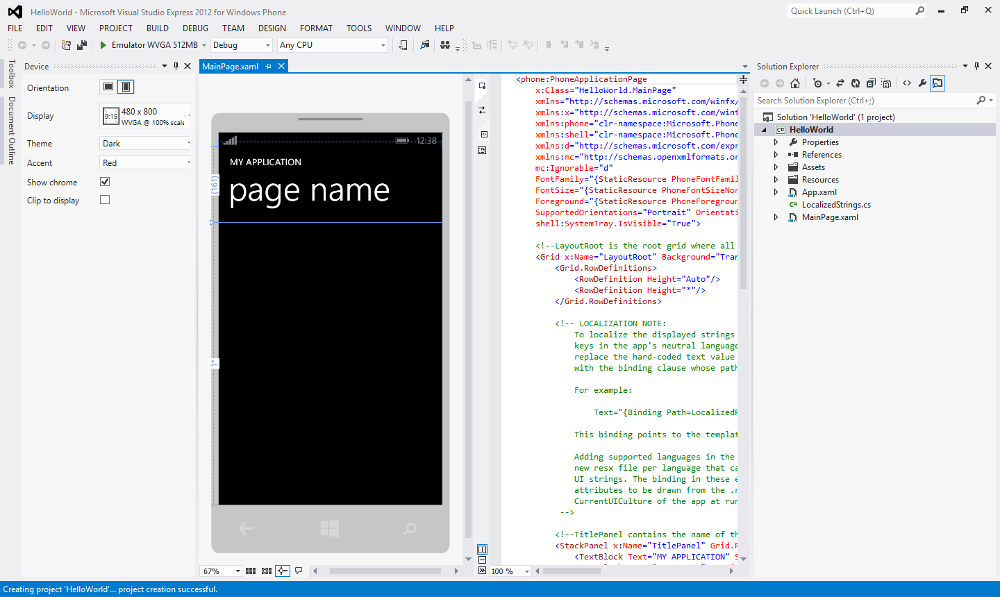 HelloWorld - Microsoft Visual Studio Express 2012 for Windows Phone
Quick Launch (Ctrl+Q)
FILE EDIT VIEW PROJECT BUILD DEBUG TEAM DESIGN FORMAT TOOLS WINDOW HELP
Emulator WVGA 512MB Debug Any CPU
Toolbox
Document Outline
Device
Orientation
Display
9:15
480 x 800
WVGA @ 100% scale
Theme Dark
Accent Red
Show chrome
Clip to display
MainPage.xaml
12:38
MY APPLICATION
page name
(161)
1*
67%
<phone:PhoneApplicationPage
x:Class="HelloWorld.MainPage"
xmlns="http://schemas.microsoft.com/winfx/
xmlns:x="http://schemas.microsoft.com/winf
xmlns:phone="clr-namespace:Microsoft.Phone
xmlns:shell="clr-namespace:Microsoft.Phone
xmlns:d="http://schemas.microsoft.com/expr
xmlns:mc="http://schemas.openxmlformats.or
mc:Ignorable="d"
FontFamily="{StaticResource PhoneFontFamil
FontSize="{StaticResource PhoneFontSizeNor
Foreground="{StaticResource PhoneForegroun
SupportedOrientations="Portrait" Orientati
shell:SystemTray.IsVisible="True">
<!--LayoutRoot is the root grid where all
<Grid x:Name="LayoutRoot" Background="Tran
<Grid.RowDefinitions>
<RowDefinition Height="Auto"/>
<RowDefinition Height="*"/>
</Grid.RowDefinitions>
<!-- LOCALIZATION NOTE:
To localize the displayed strings
keys in the app's neutral language
replace the hard-coded text value
with the binding clause whose path
For example:
Text="{Binding Path=LocalizedR
This binding points to the templat
Adding supported languages in the
new resx file per language that ca
UI strings. The binding in these e
attributes to be drawn from the .r
CurrentUICulture of the app at run
-->
<!--TitlePanel contains the name of th
<StackPanel x:Name="TitlePanel" Grid.R
<TextBlock Text="MY APPLICATION" S
100 %
Solution Explorer
Search Solution Explorer (Ctrl+;)
Solution 'HelloWorld' (1 project)
C# HelloWorld
Properties
References
Assets
Resources
App.xaml
C# LocalizedStrings.cs
MainPage.xaml
Creating project 'HelloWorld'... project creation successful.